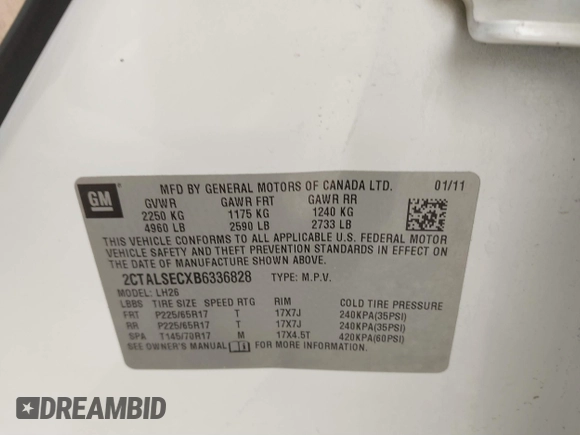 GM
MFD BY GENERAL MOTORS OF CANADA LTD. 01/11
GVWR GAWR FRT GAWR RR
2250 KG 1175 KG 1240 KG
4960 LB 2590 LB 2733 LB
THIS VEHICLE CONFORMS TO ALL APPLICABLE U.S. FEDERAL MOTOR
VEHICLE SAFETY AND THEFT PREVENTION STANDARDS IN EFFECT ON
THE DATE OF MANUFACTURE SHOWN ABOVE.
2CTALSECXB6336828 TYPE: M.P.V.
MODEL: LH26
LBBS TIRE SIZE SPEED RTG RIM COLD TIRE PRESSURE
FRT P225/65R17 T 17X7J 240KPA(35PSI)
RR P225/65R17 T 17X7J 240KPA(35PSI)
SPA T145/70R17 M 17X4.5T 420KPA(60PSI)
SEE OWNER'S MANUAL FOR MORE INFORMATION
DREAMBID